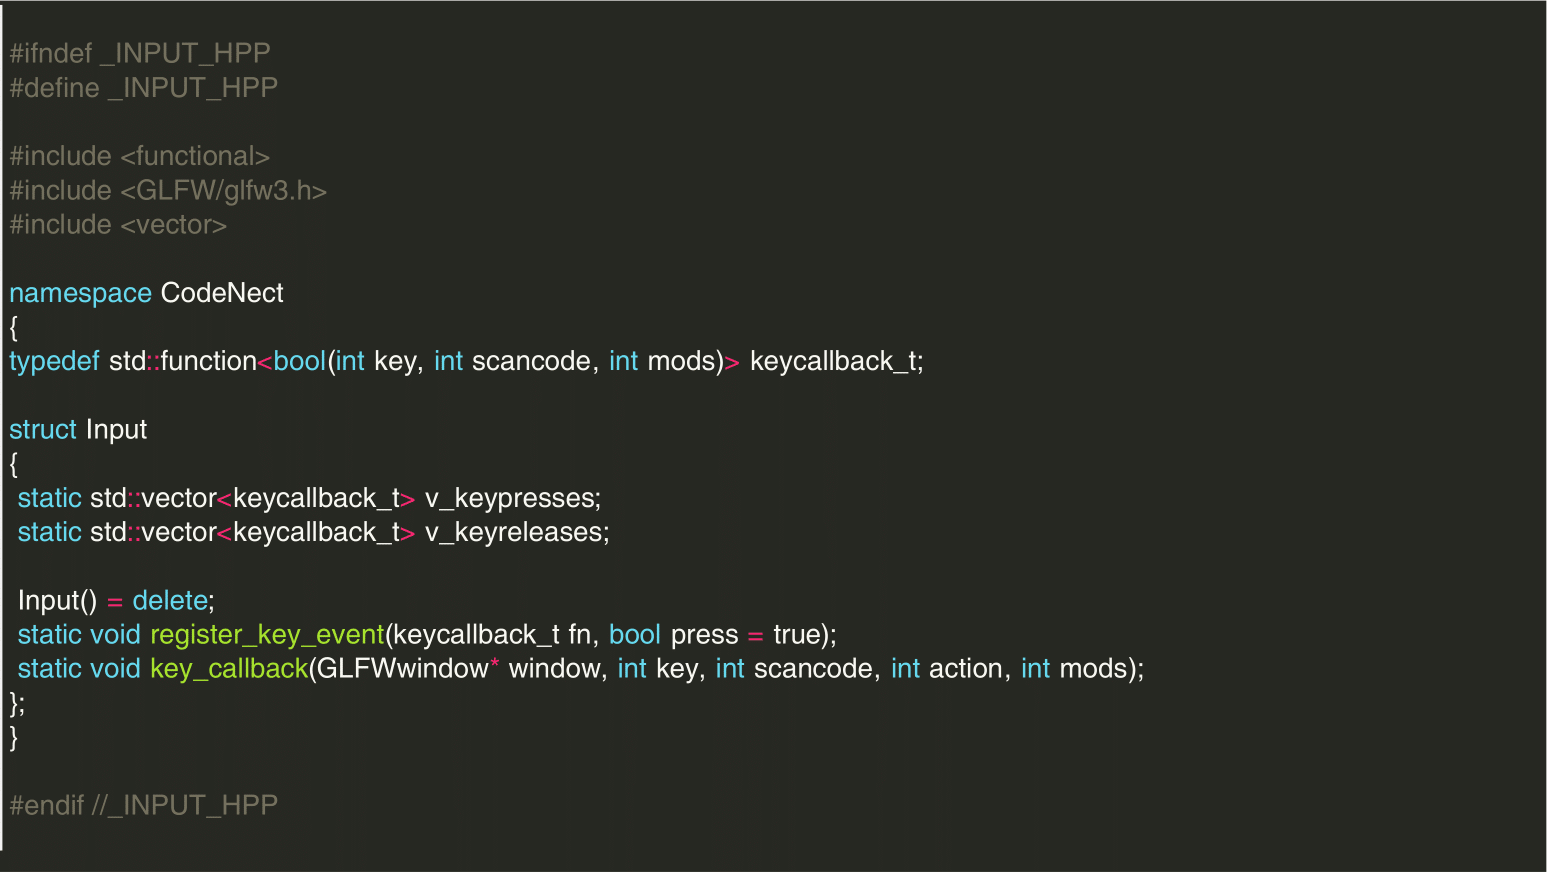 #ifndef _INPUT_HPP
#define _INPUT_HPP
#include <functional>
#include <GLFW/glfw3.h>
#include <vector>
namespace CodeNect
{
typedef std::function<bool(int key, int scancode, int mods)> keycallback_t;
struct Input
{
static std::vector<keycallback_t> v_keypresses;
static std::vector<keycallback_t> v_keyreleases;
Input() = delete;
static void register_key_event(keycallback_t fn, bool press = true);
static void key_callback(GLFWwindow* window, int key, int scancode, int action, int mods);
};
}
#endif //_INPUT_HPP